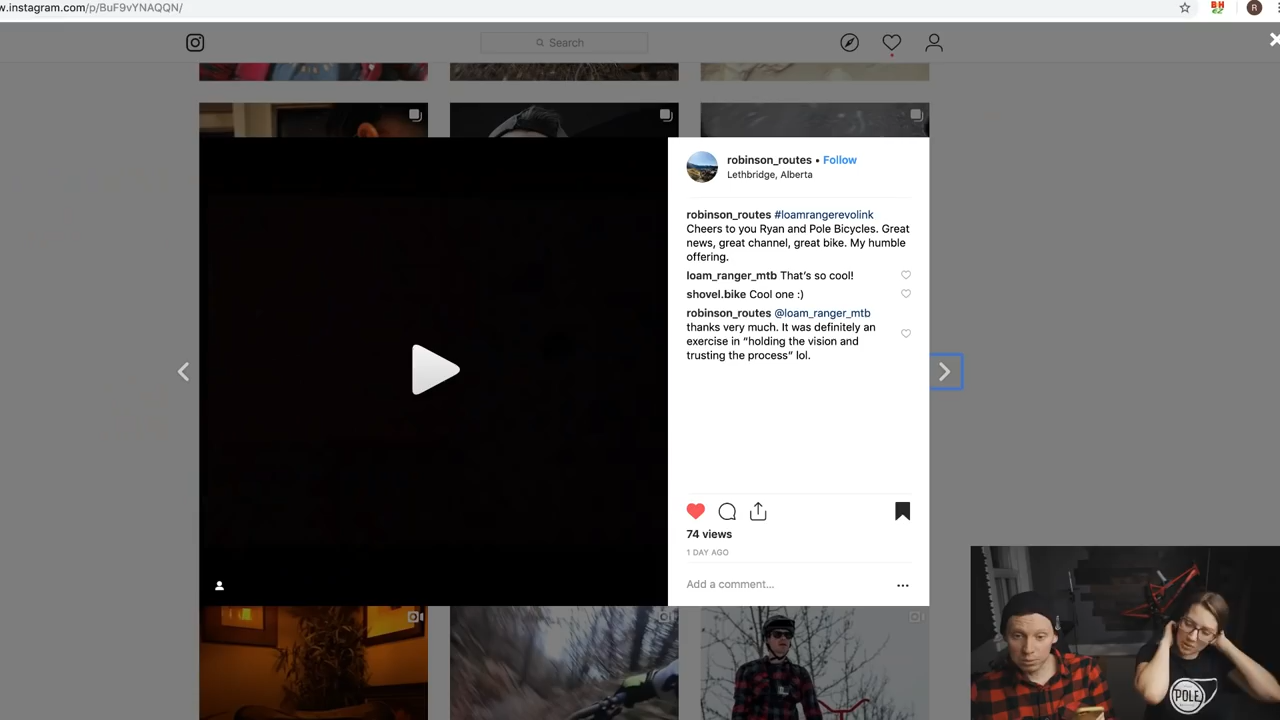 w.instagram.com/p/BuF9vYNAQQN/
BH
R
Search
robinson_routes • Follow
Lethbridge, Alberta
robinson_routes #loamrangerevolink
Cheers to you Ryan and Pole Bicycles. Great
news, great channel, great bike. My humble
offering.
loam_ranger_mtb That's so cool!
shovel.bike Cool one :)
robinson_routes @loam_ranger_mtb
thanks very much. It was definitely an
exercise in “holding the vision and
trusting the process” lol.
74 views
1 DAY AGO
Add a comment...
POLE